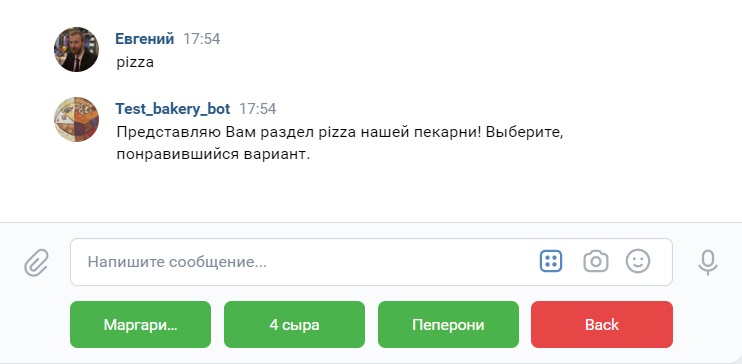 Евгений 17:54
pizza
Test_bakery_bot 17:54
Представляю Вам раздел pizza нашей пекарни! Выберите,
понравившийся вариант.
Напишите сообщение...
Маргари... 4 сыра Пеперони Back